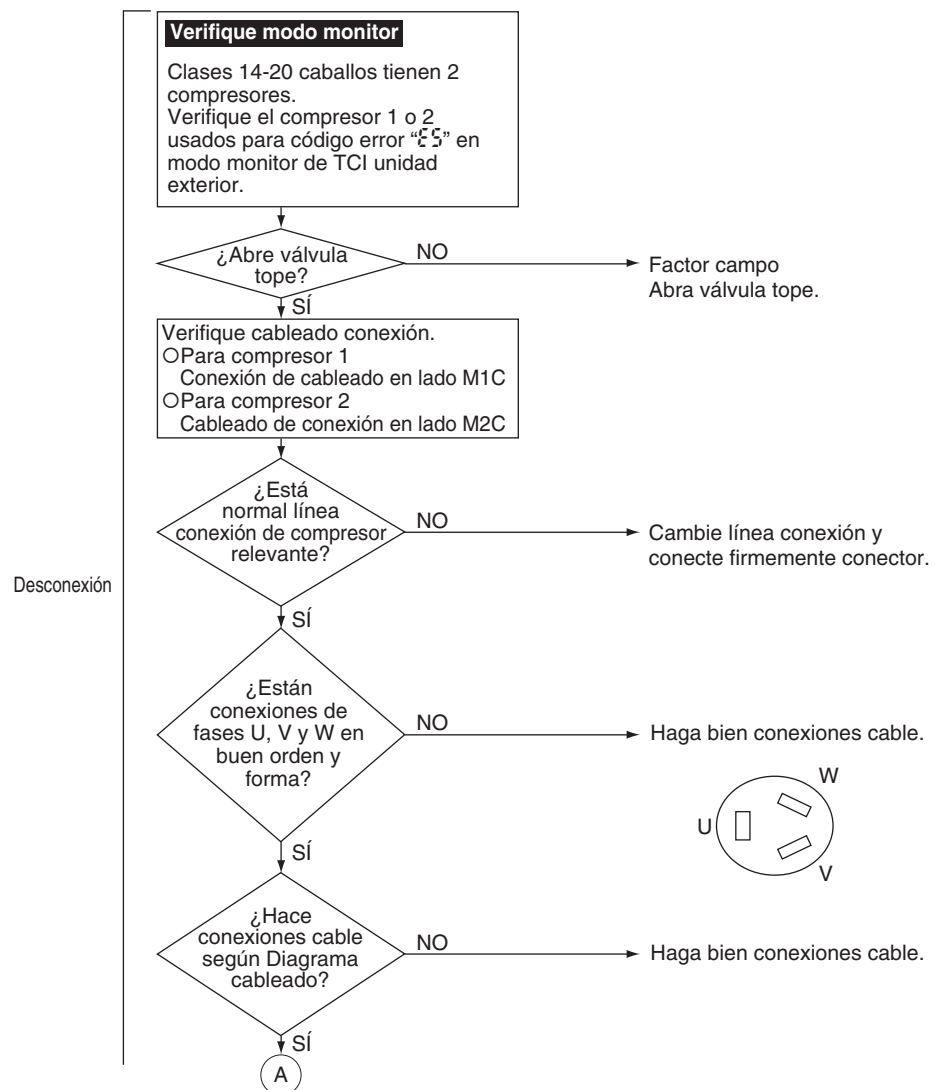 Verifique modo monitor
Clases 14-20 caballos tienen 2
compresores.
Verifique el compresor 1 o 2
usados para código error “E5” en
modo monitor de TCI unidad
exterior.
¿Abre válvula
tope?
NO
Factor campo
Abra válvula tope.
SÍ
Verifique cableado conexión.
○Para compresor 1
Conexión de cableado en lado M1C
○Para compresor 2
Cableado de conexión en lado M2C
¿Está
normal línea
conexión de compresor
relevante?
NO
Cambie línea conexión y
conecte firmemente conector.
Desconexión
SÍ
¿Están
conexiones de
fases U, V y W en
buen orden y
forma?
NO
Haga bien conexiones cable.
W
U
V
SÍ
¿Hace
conexiones cable
según Diagrama
cableado?
NO
Haga bien conexiones cable.
SÍ
A